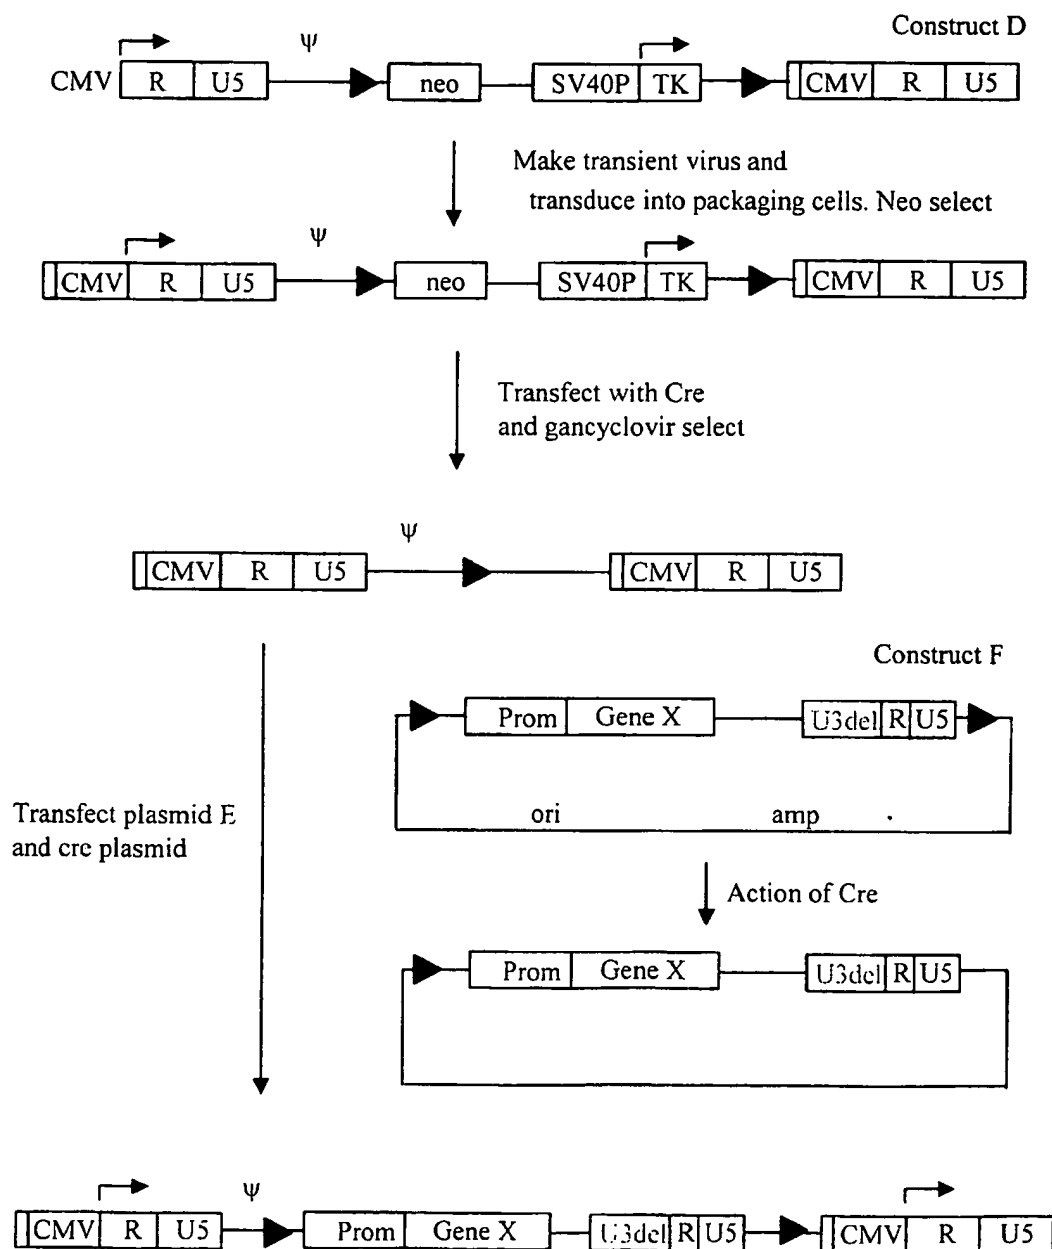 Construct D
ψ
CMV R U5 neo SV40P TK CMV R U5
Make transient virus and
transduce into packaging cells. Neo select
ψ
CMV R U5 neo SV40P TK CMV R U5
Transfect with Cre
and gancyclovir select
ψ
CMV R U5 CMV R U5
Construct F
Prom Gene X U3del R U5
Transfect plasmid E
and cre plasmid
ori amp
Action of Cre
Prom Gene X U3del R U5
ψ
CMV R U5 Prom Gene X U3del R U5 CMV R U5